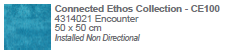 Connected Ethos Collection - CE100
4314021 Encounter
50 x 50 cm
Installed Non Directional